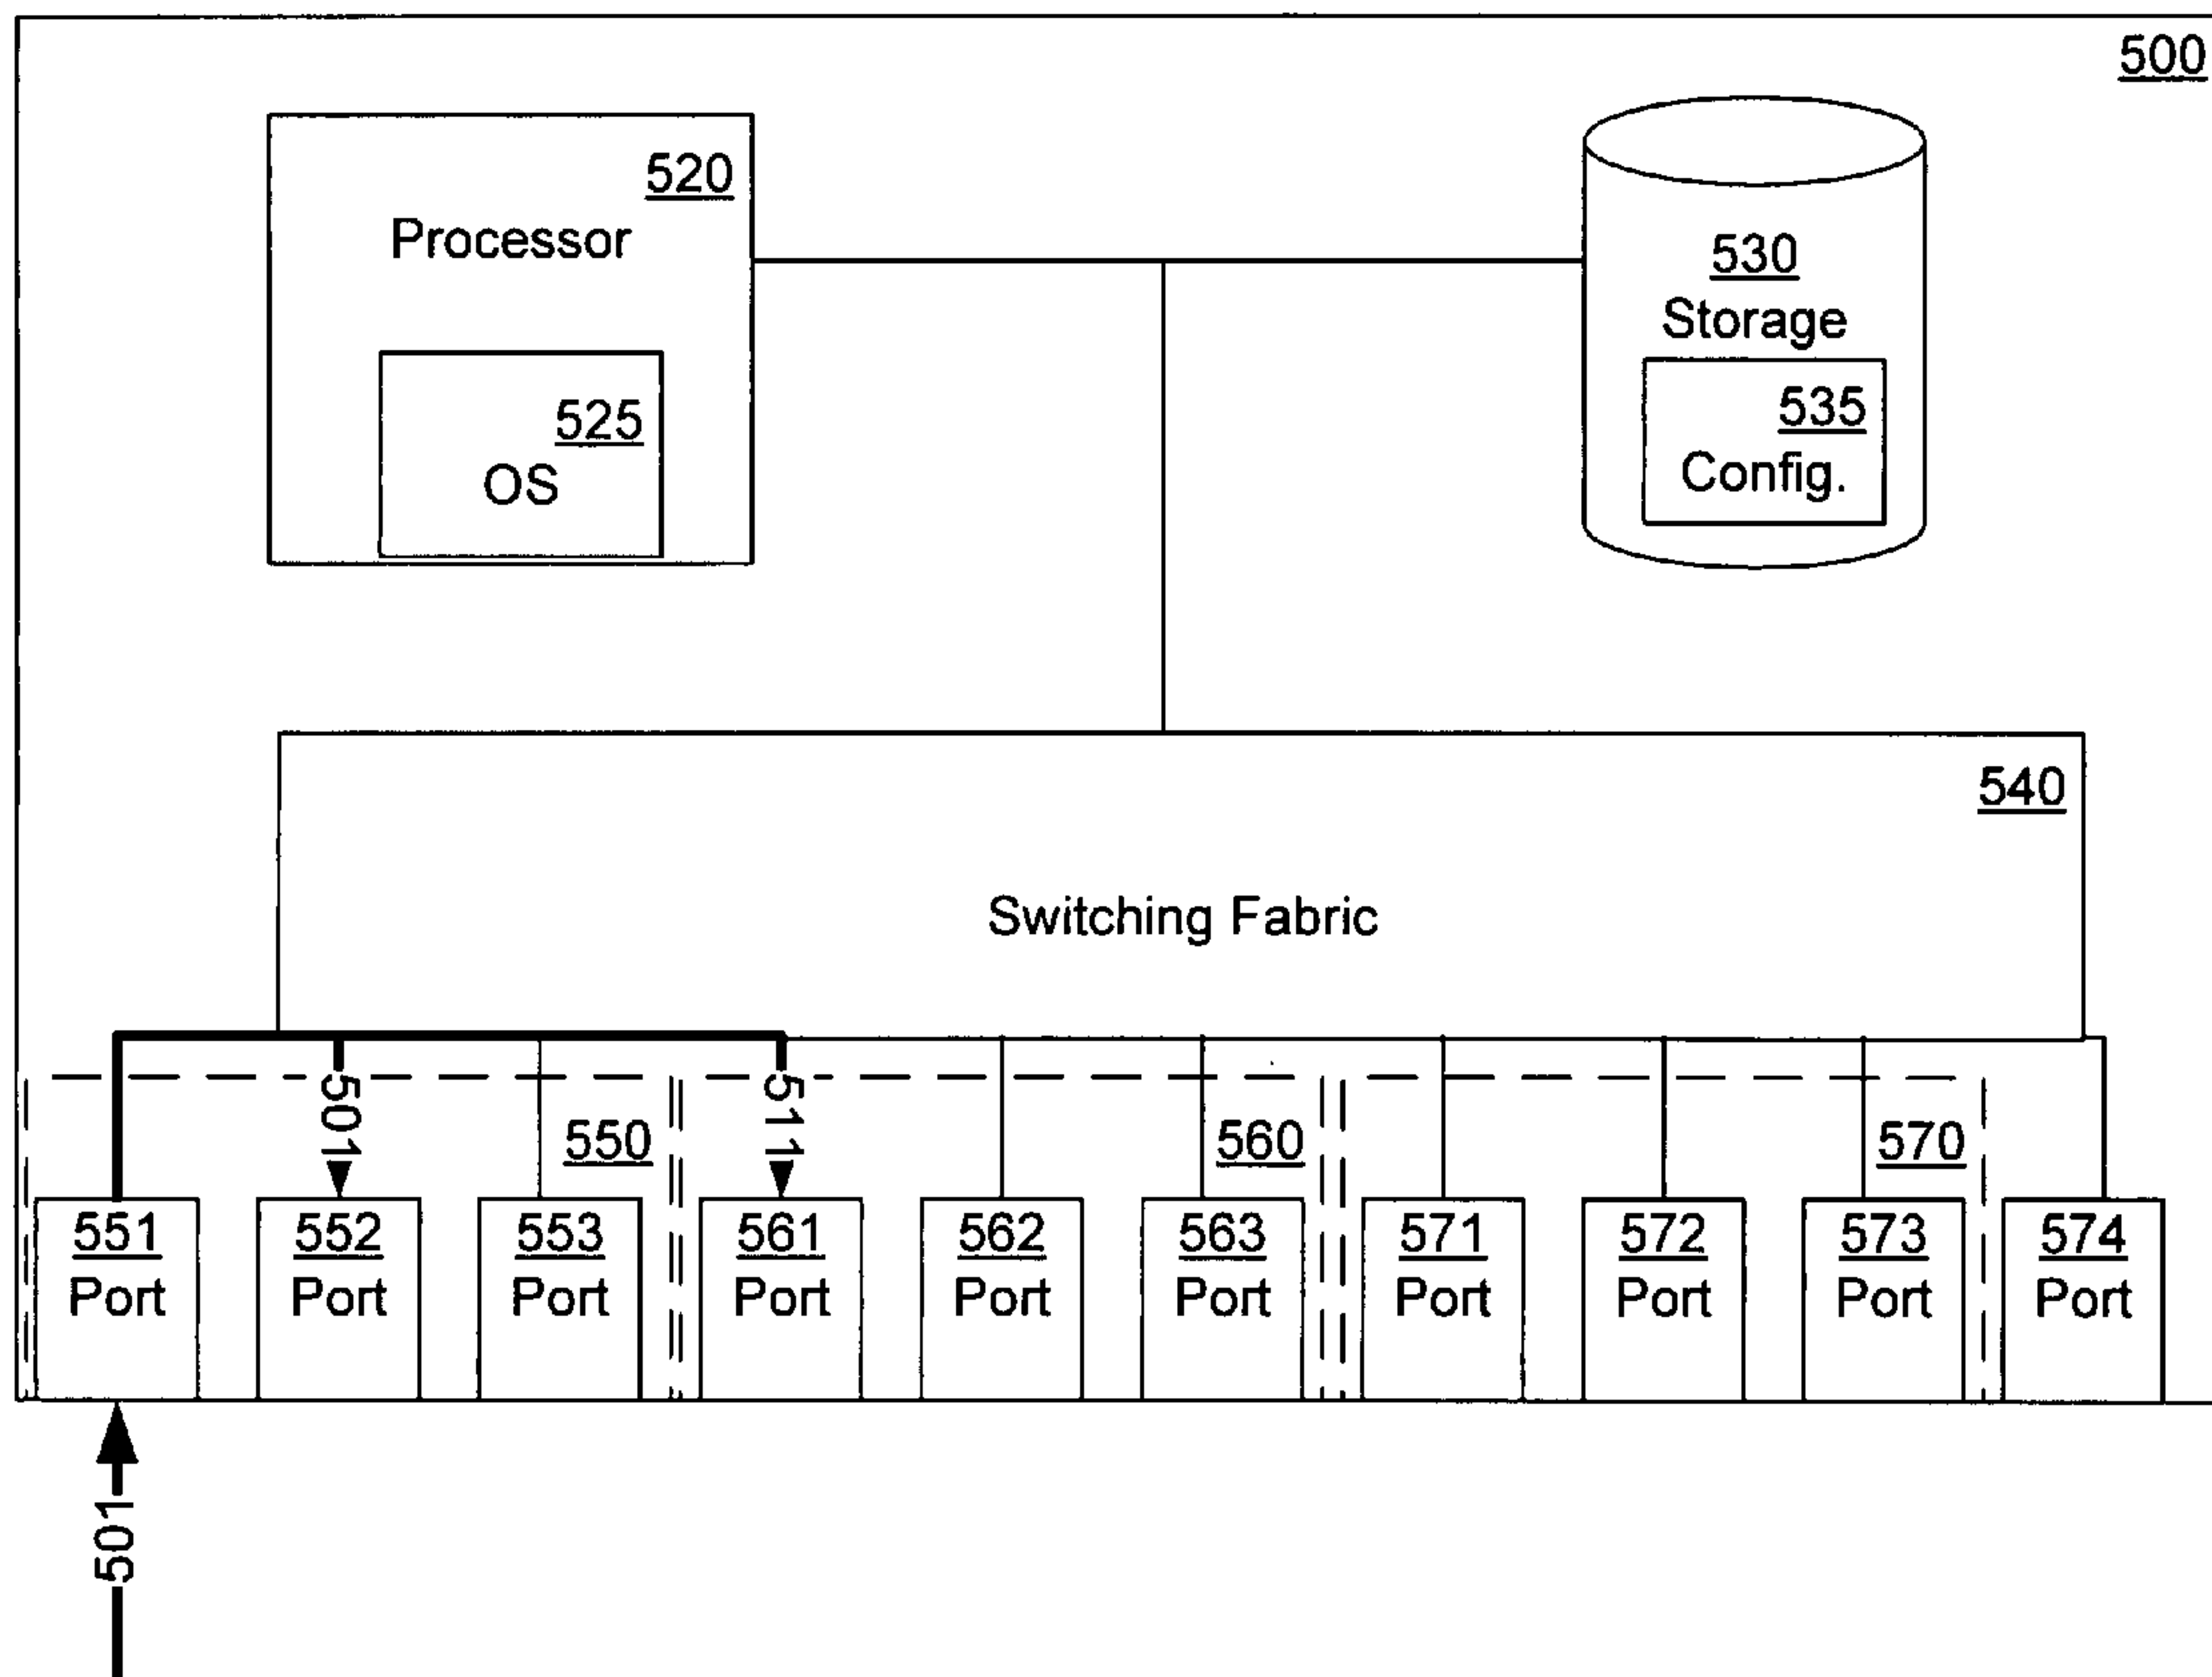 500
520
Processor
525
OS
530
Storage
535
Config.
540
Switching Fabric
501
511
550
560
570
551
Port
552
Port
553
Port
561
Port
562
Port
563
Port
571
Port
572
Port
573
Port
574
Port
501